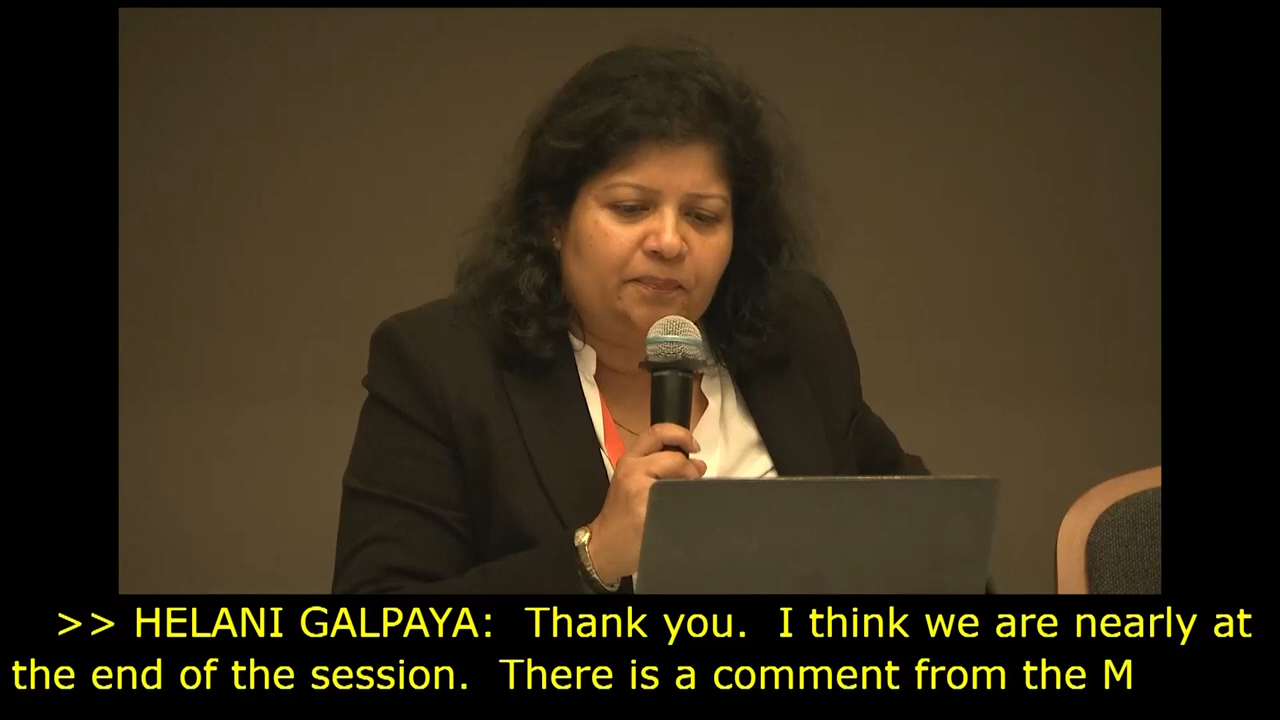 >> HELANI GALPAYA:  Thank you.  I think we are nearly at
the end of the session.  There is a comment from the M